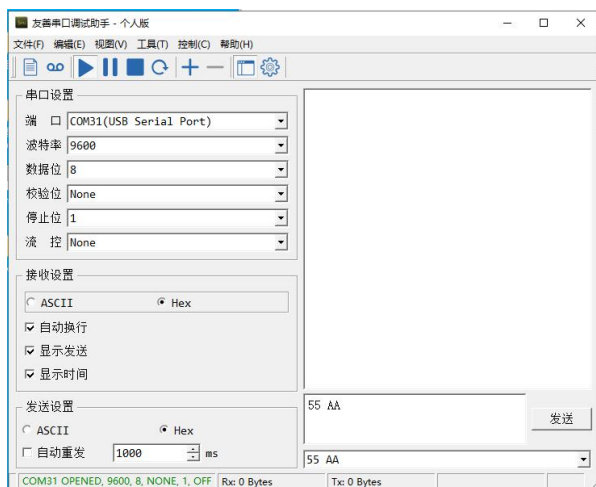 友善串口调试助手 - 个人版
文件(F) 编辑(E) 视图(V) 工具(T) 控制(C) 帮助(H)
串口设置
端 口 COM31(USB Serial Port)
波特率 9600
数据位 8
校验位 None
停止位 1
流 控 None
接收设置
ASCII Hex
自动换行
显示发送
显示时间
发送设置
ASCII Hex
自动重发 1000 ms
55 AA
发送
55 AA
COM31 OPENED, 9600, 8, NONE, 1, OFF Rx: 0 Bytes Tx: 0 Bytes